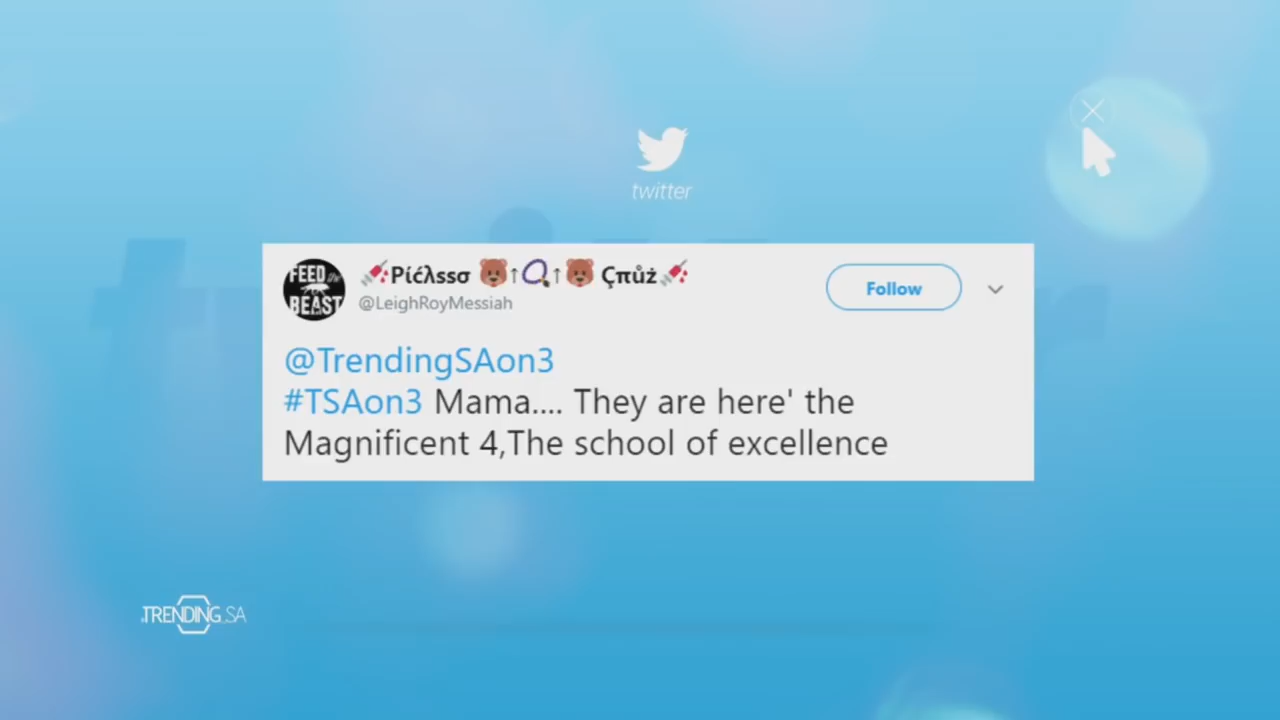 twitter
FEED the
BEAST
💉Ρίćλssσ 🐻↑📿↑🐻 Çπůż💉
@LeighRoyMessiah
Follow
@TrendingSAon3
#TSAon3 Mama.... They are here' the
Magnificent 4,The school of excellence
TRENDING.SA